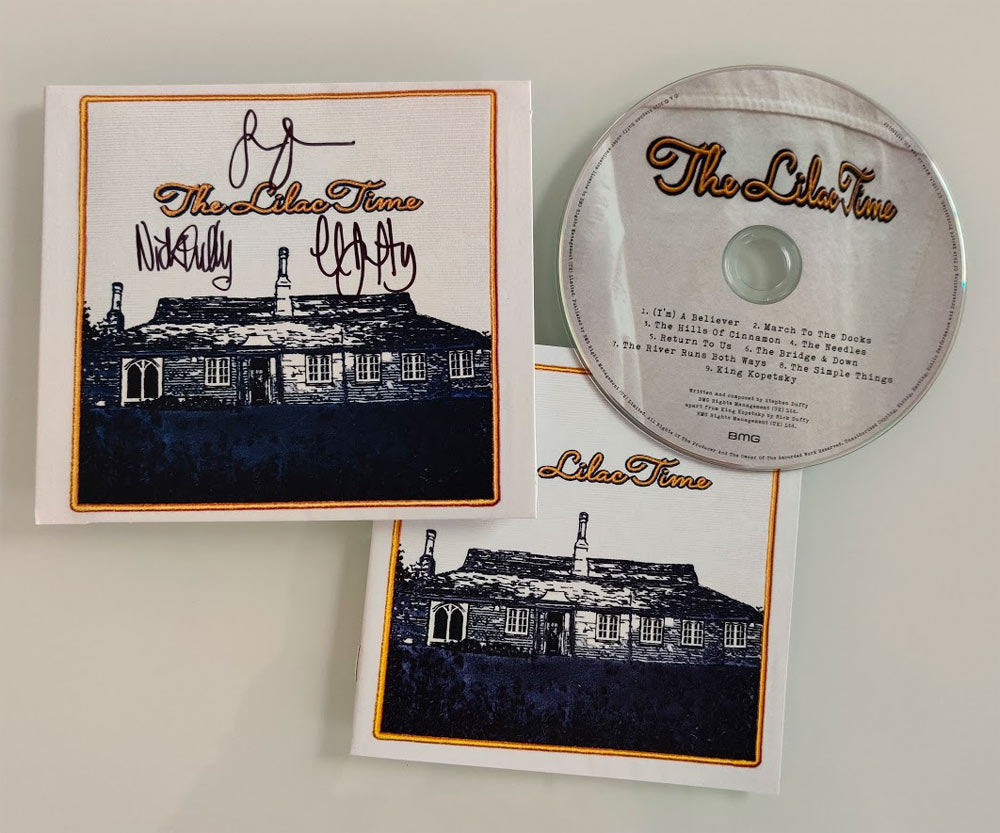 The Lilac Time
Nick Duffy
The Lilac Time
1. (I'm) A Believer 2. March To The Docks
3. The Hills Of Cinnamon 4. The Needles
5. Return To Us 6. The Bridge & Down
7. The River Runs Both Ways 8. The Simple Things
9. King Kopetsky
Written and composed by Stephen Duffy
BMG Rights Management (UK) Ltd.
apart from King Kopetsky by Nick Duffy
BMG Rights Management (UK) Ltd.
BMG
Lilac Time